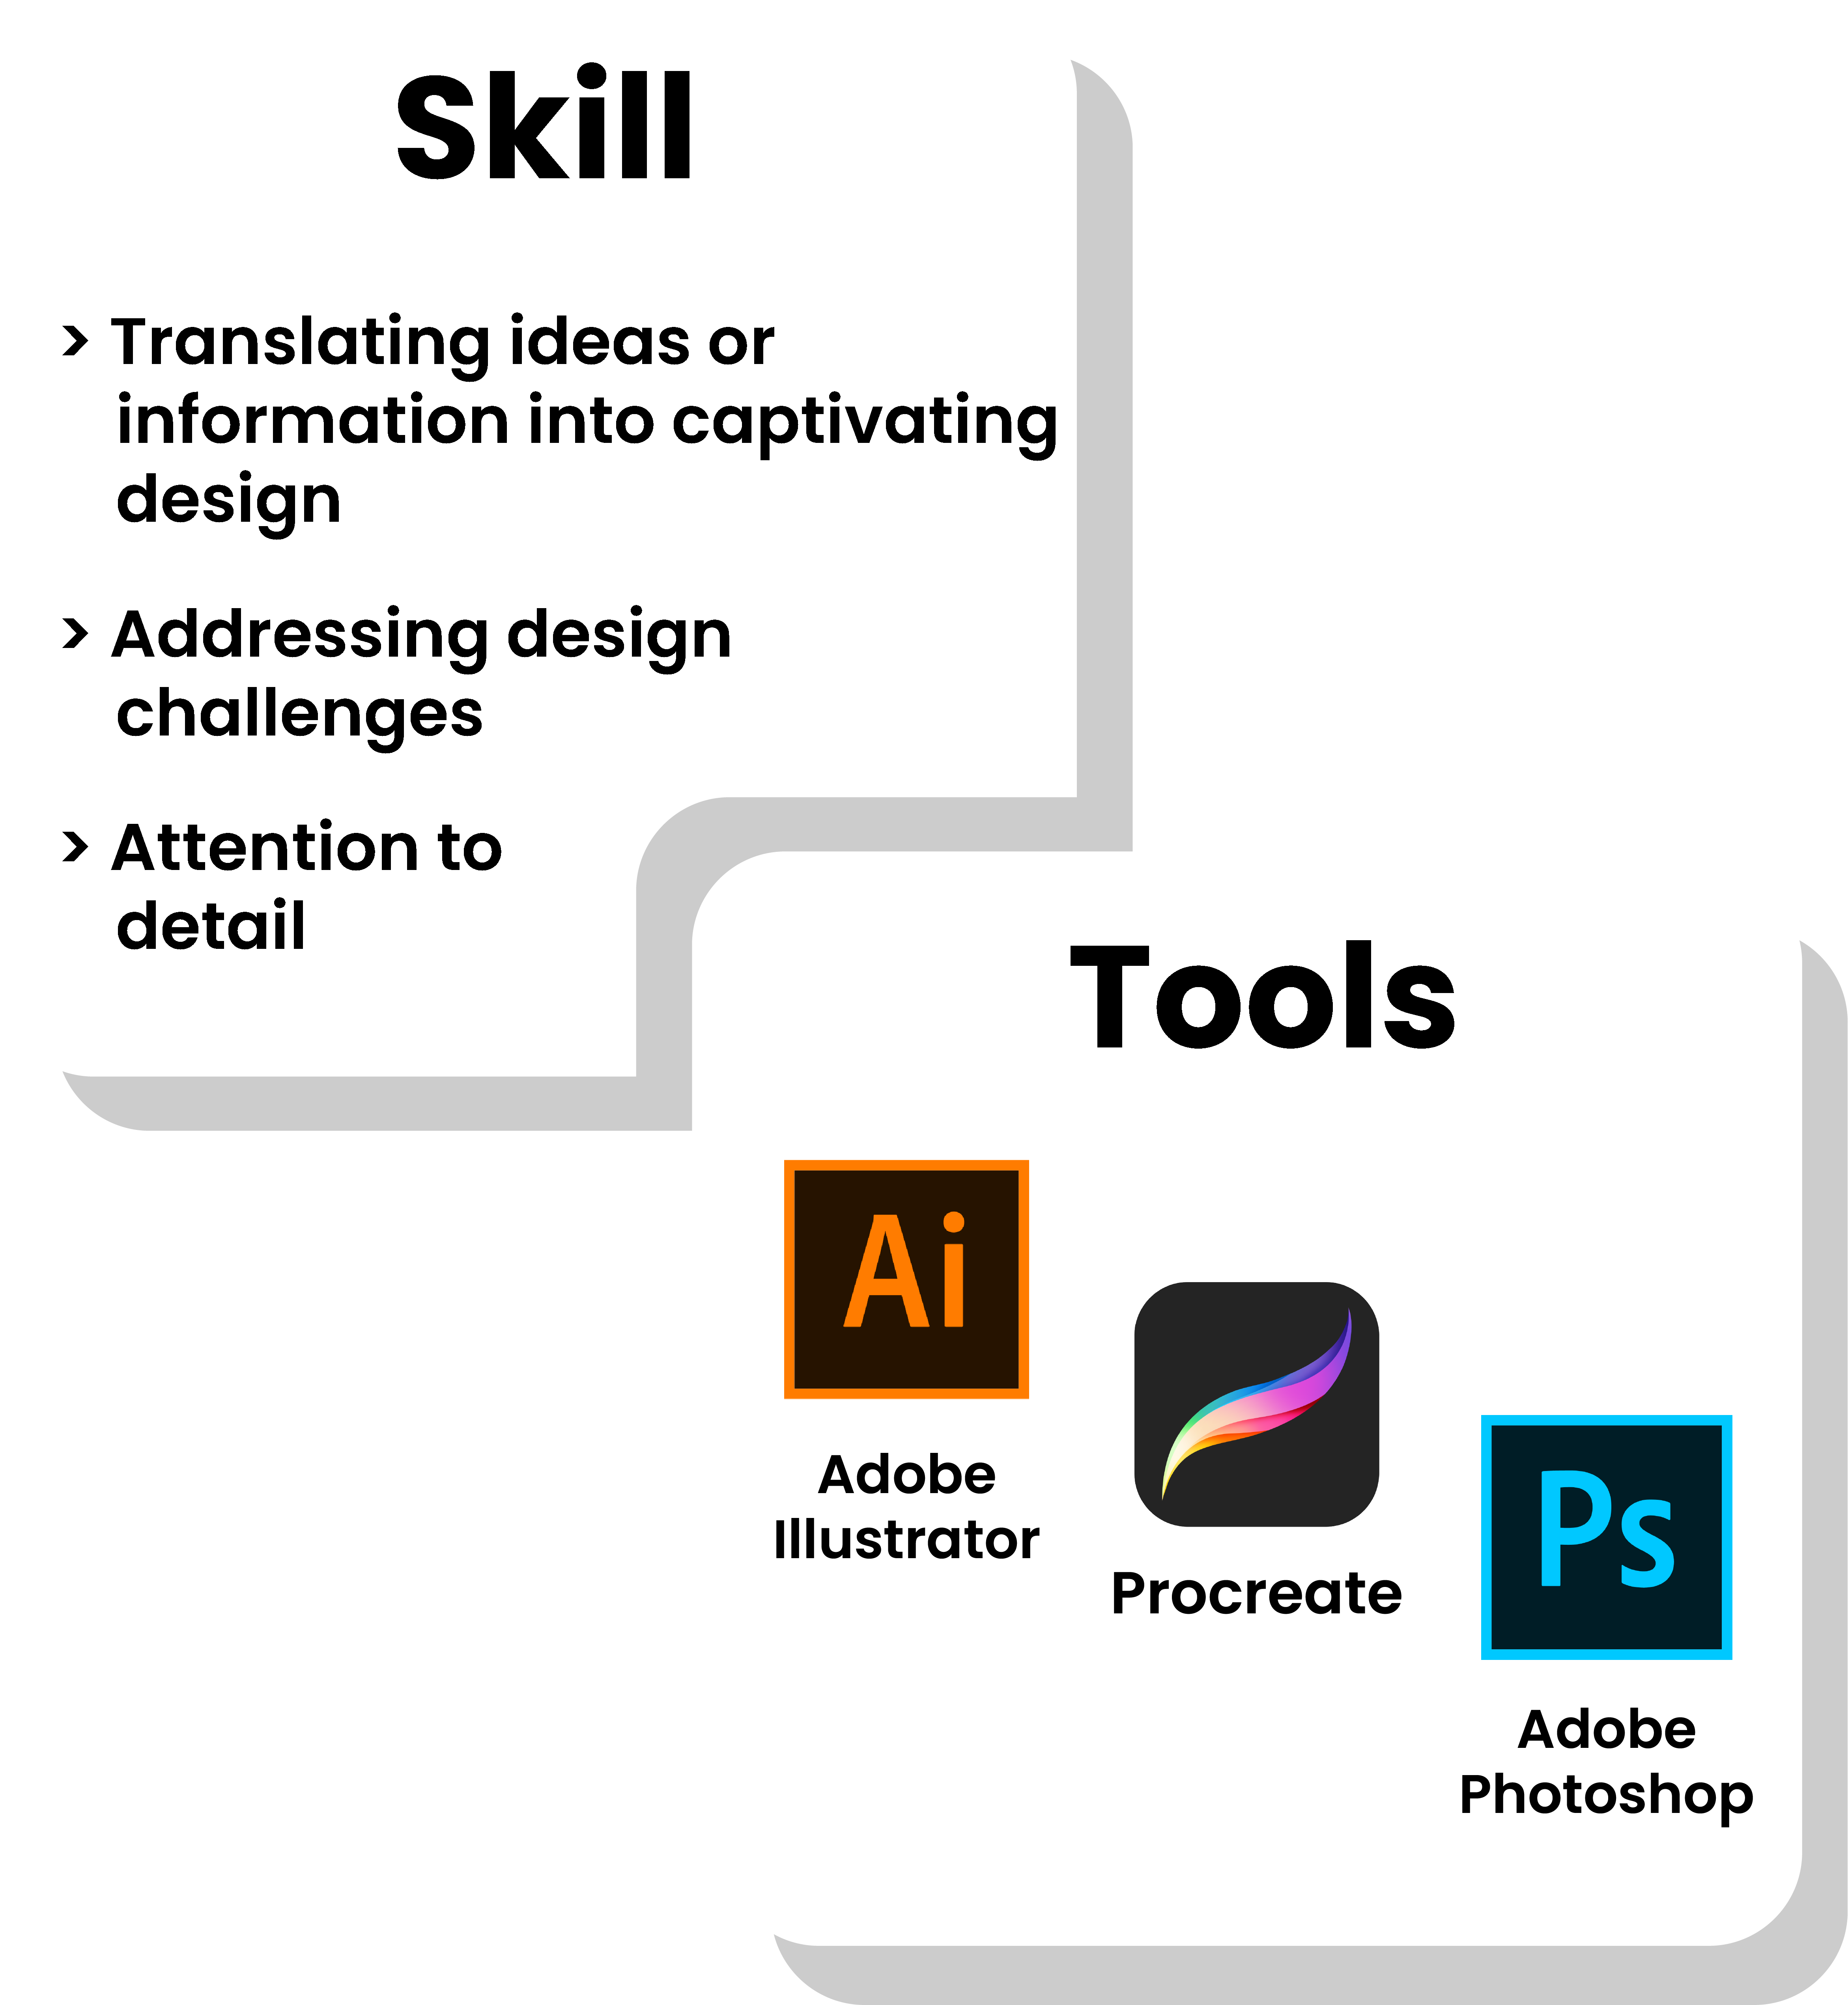 Skill
> Translating ideas or
information into captivating
design
> Addressing design
challenges
> Attention to
detail
Tools
Ai
Adobe
Illustrator
Procreate
Ps
Adobe
Photoshop